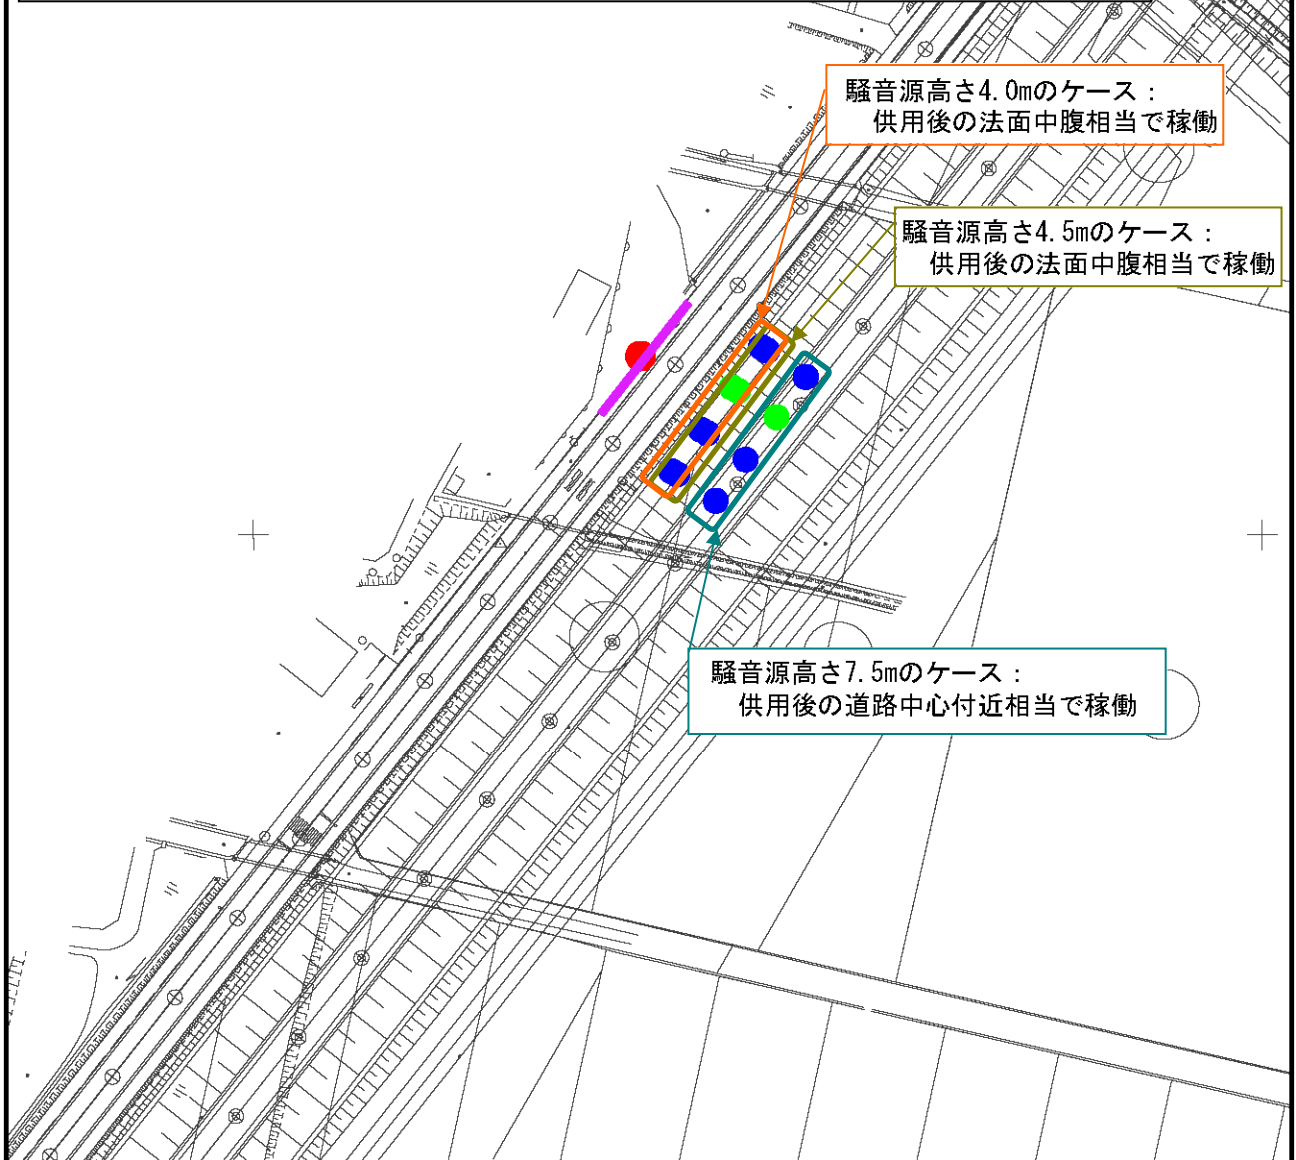 騒音源高さ4.0mのケース：
供用後の法面中腹相当で稼働
騒音源高さ4.5mのケース：
供用後の法面中腹相当で稼働
騒音源高さ7.5mのケース：
供用後の道路中心付近相当で稼働